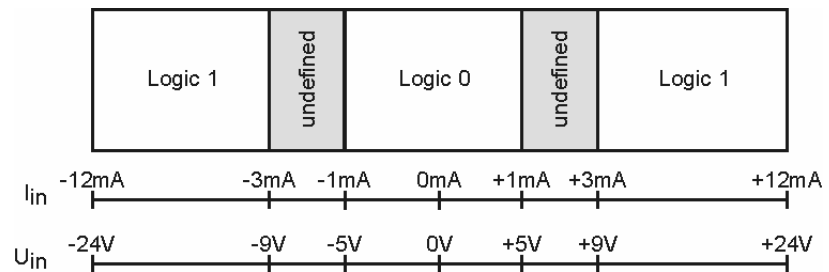 Logic 1 undefined Logic 0 undefined Logic 1
-12mA -3mA -1mA 0mA +1mA +3mA +12mA
Iin
-24V -9V -5V 0V +5V +9V +24V
Uin